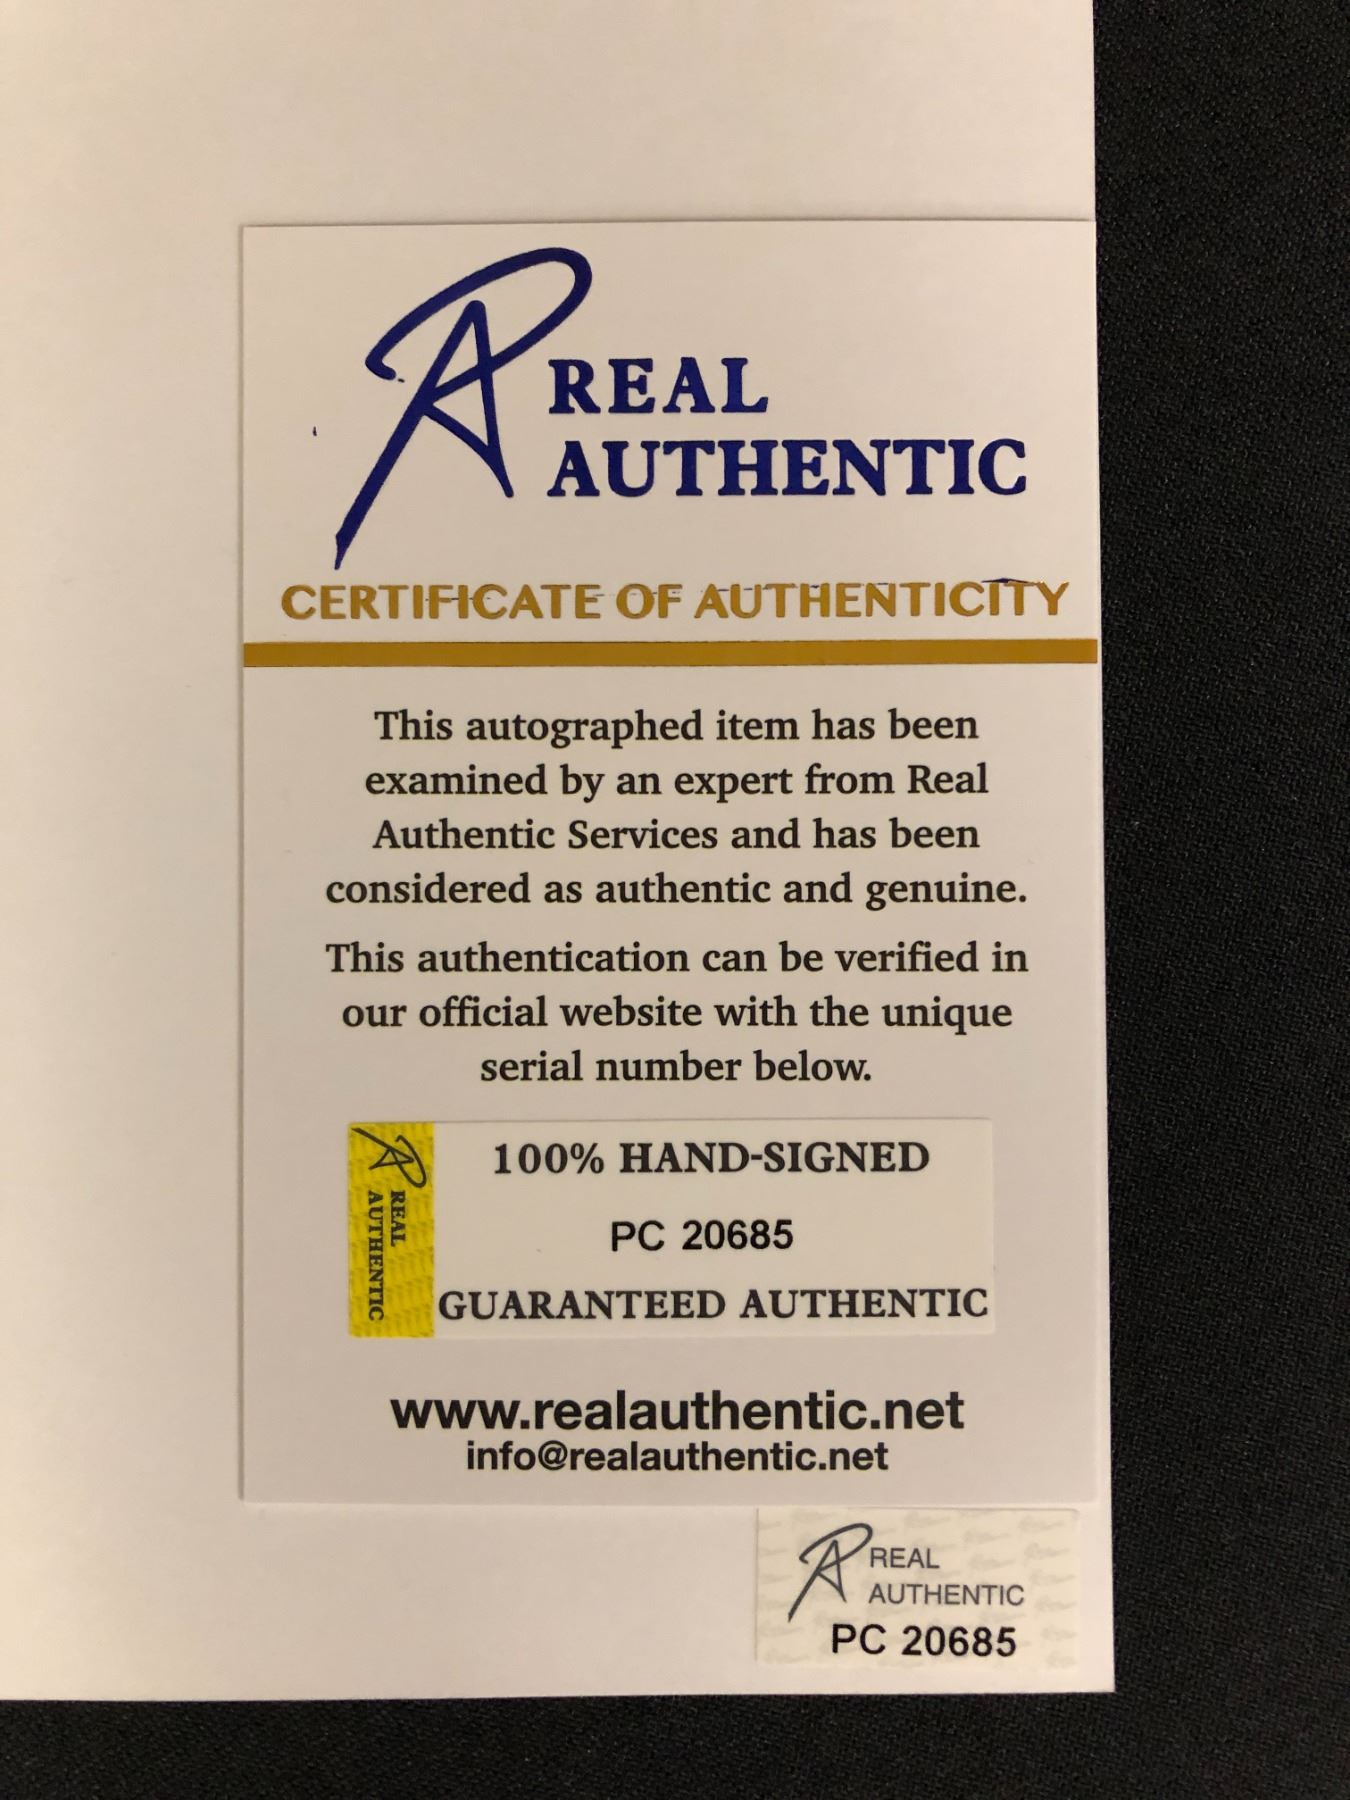 REAL
AUTHENTIC
CERTIFICATE OF AUTHENTICITY
This autographed item has been
examined by an expert from Real
Authentic Services and has been
considered as authentic and genuine.
This authentication can be verified in
our official website with the unique
serial number below.
REAL
AUTHENTIC
100% HAND-SIGNED
PC 20685
GUARANTEED AUTHENTIC
www.realauthentic.net
info@realauthentic.net
REAL
AUTHENTIC
PC 20685